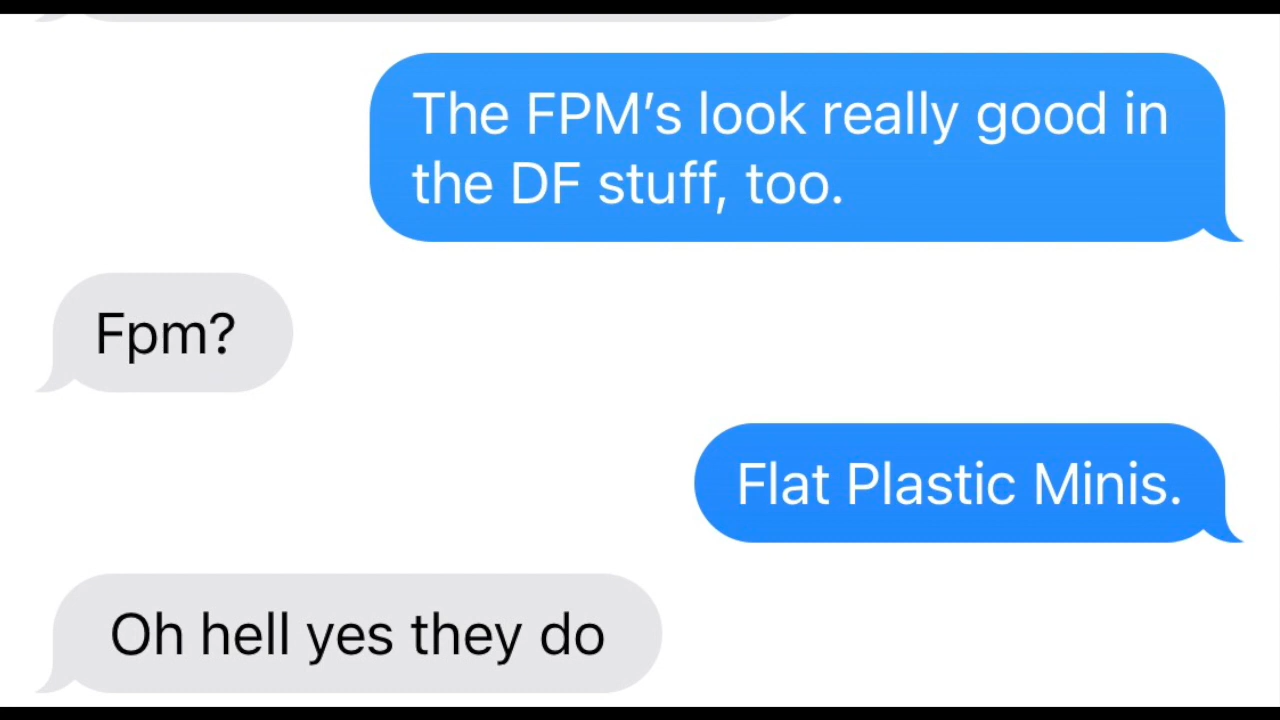 The FPM’s look really good in
the DF stuff, too.
Fpm?
Flat Plastic Minis.
Oh hell yes they do